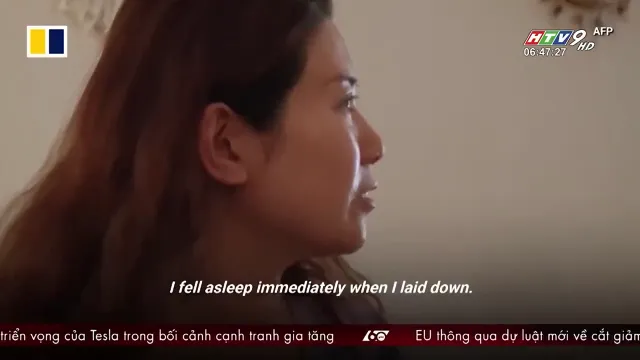 HTV9 HD
AFP
06:47:27
I fell asleep immediately when I laid down.
triển vọng của Tesla trong bối cảnh cạnh tranh gia tăng
60
EU thông qua dự luật mới về cắt giảm